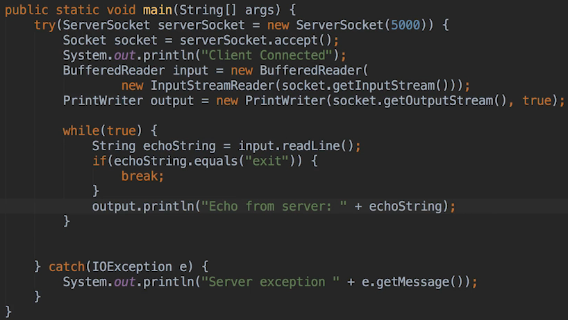 public static void main(String[] args) {
    try(ServerSocket serverSocket = new ServerSocket(5000)) {
        Socket socket = serverSocket.accept();
        System.out.println("Client Connected");
        BufferedReader input = new BufferedReader(
                new InputStreamReader(socket.getInputStream()));
        PrintWriter output = new PrintWriter(socket.getOutputStream(), true);

        while(true) {
            String echoString = input.readLine();
            if(echoString.equals("exit")) {
                break;
            }
            output.println("Echo from server: " + echoString);
        }


    } catch(IOException e) {
        System.out.println("Server exception " + e.getMessage());
    }
}